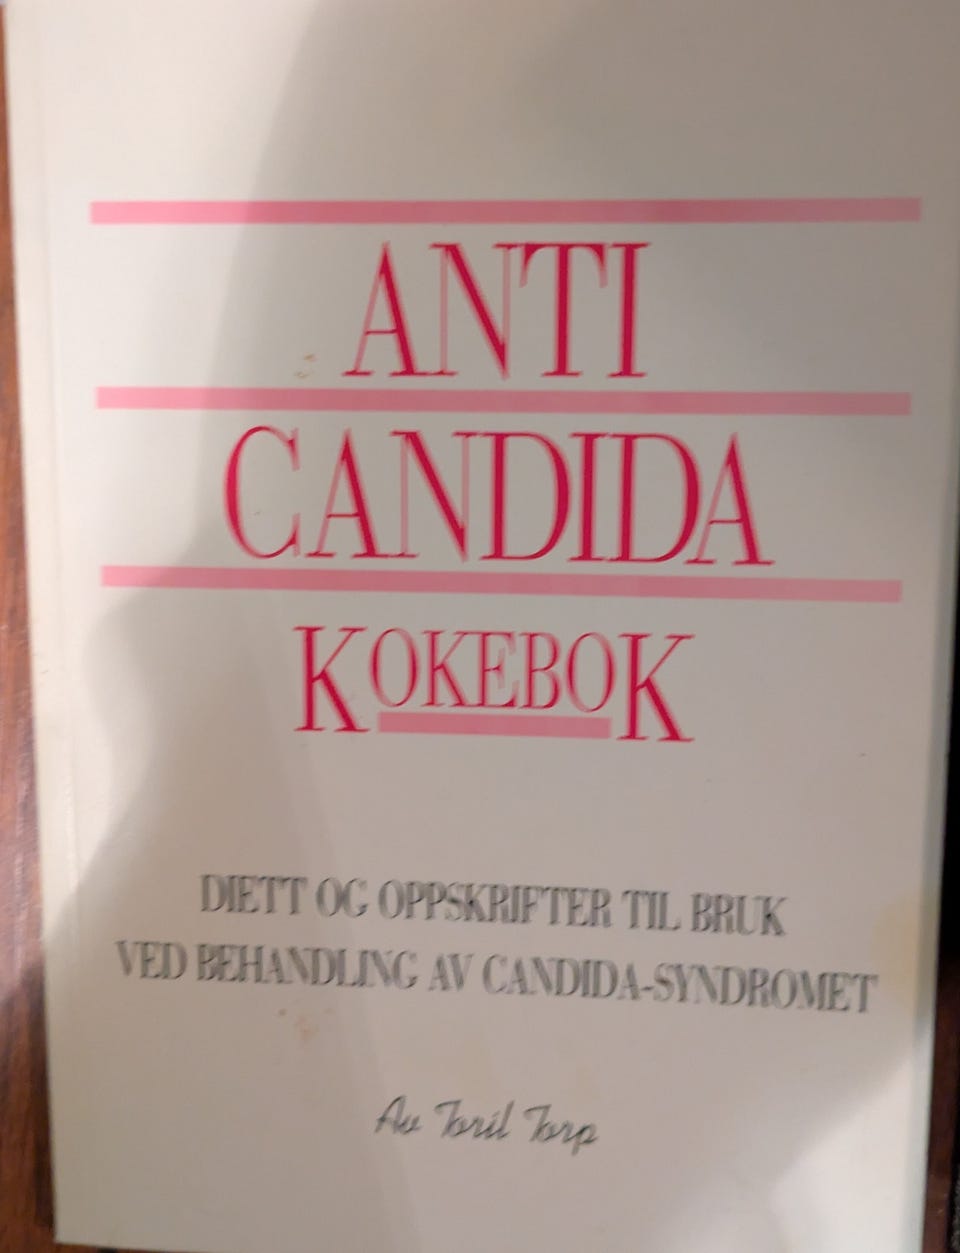 ANTI
CANDIDA
KOKEBOK
DIETT OG OPPSKRIFTER TIL BRUK
VED BEHANDLING AV CANDIDA-SYNDROMET
Av Toril Torp